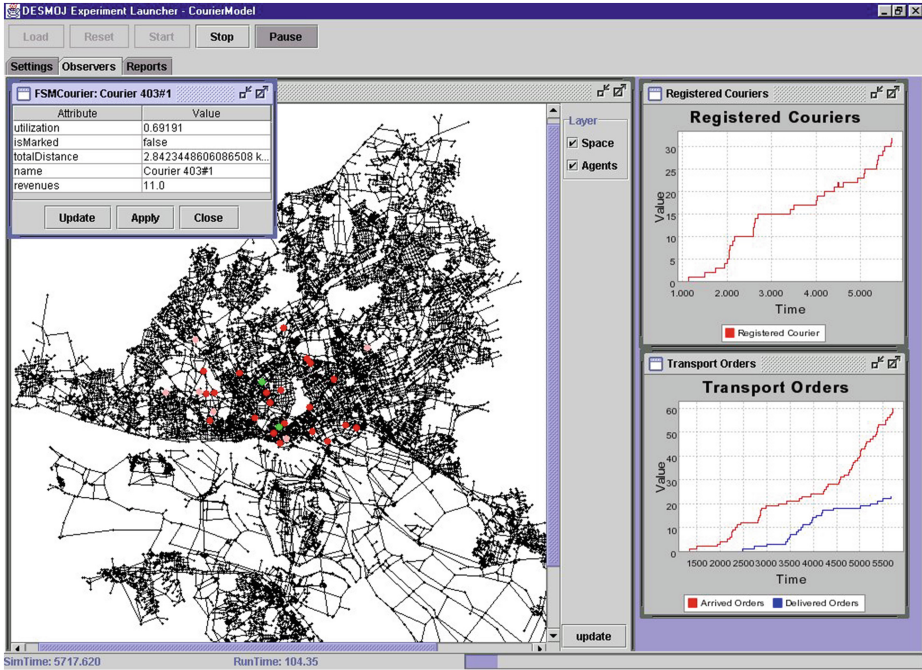 DESMOJ Experiment Launcher - CourierModel
Load Reset Start Stop Pause
Settings Observers Reports
FSMCourier: Courier 403#1
Attribute Value
utilization 0.69191
isMarked false
totalDistance 2.8423448606086508 k...
name Courier 403#1
revenues 11.0
Update Apply Close
Layer
Space
Agents
update
Registered Couriers
Registered Couriers
Value
30
25
20
15
10
5
0
1.000 2.000 3.000 4.000 5.000
Time
Registered Courier
Transport Orders
Transport Orders
Value
60
50
40
30
20
10
0
1500 2000 2500 3000 3500 4000 4500 5000 5500
Time
Arrived Orders Delivered Orders
SimTime: 5717.620 RunTime: 104.35